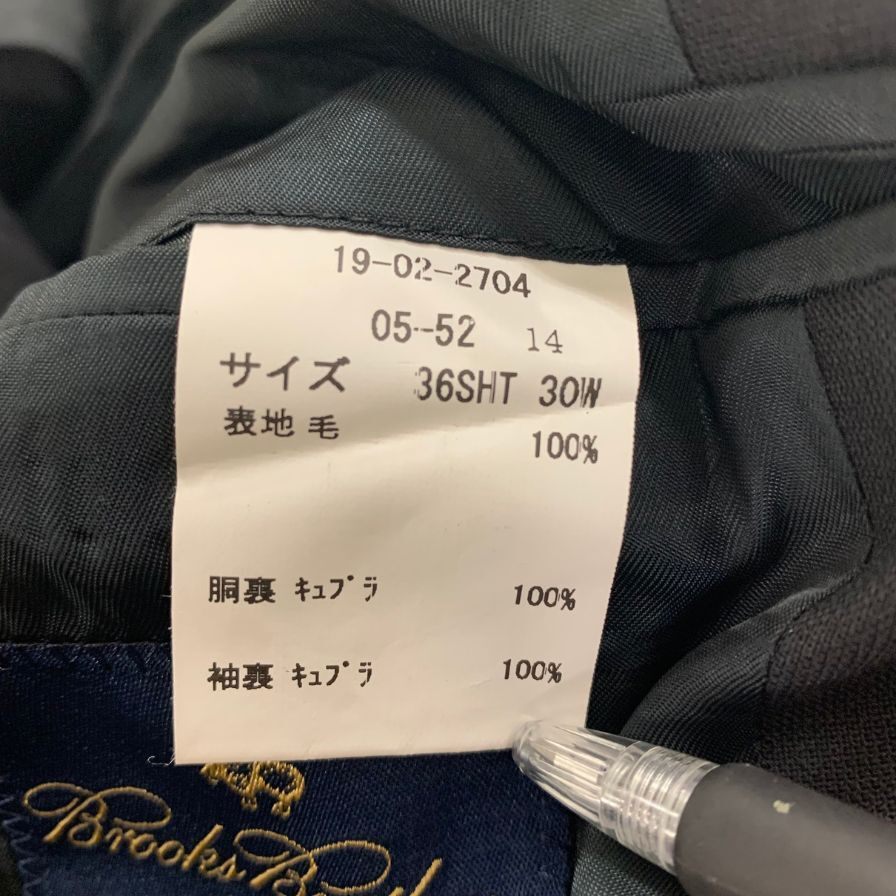 19-02-2704
05-52 14
サイズ 36SHT 30W
表地 毛 100%
胴裏 キュプラ 100%
袖裏 キュプラ 100%
Brooks